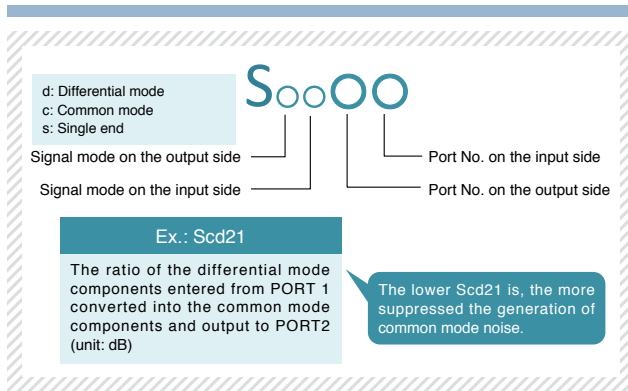 S○○○○
d: Differential mode
c: Common mode
s: Single end
Signal mode on the output side
Port No. on the input side
Signal mode on the input side
Port No. on the output side
Ex.: Scd21
The ratio of the differential mode
components entered from PORT 1
converted into the common mode
components and output to PORT2
(unit: dB)
The lower Scd21 is, the more
suppressed the generation of
common mode noise.